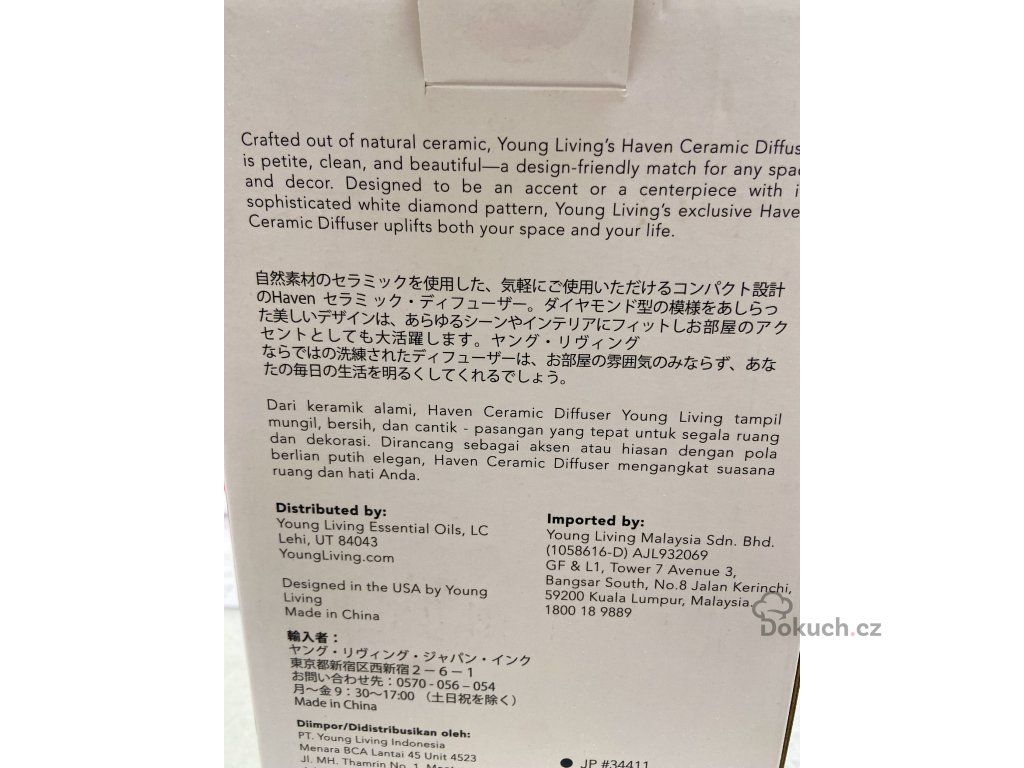 Crafted out of natural ceramic, Young Living's Haven Ceramic
is petite, clean, and beautiful—a design-friendly match for any
and decor. Designed to be an accent or a centerpiece with
sophisticated white diamond pattern, Young Living's exclusive
Ceramic Diffuser uplifts both your space and your life.
自然素材のセラミックを使用した、気軽にご使用いただけるコンパクト設計
のHaven セラミック・ディフューザー。ダイヤモンド型の模様をあしらっ
た美しいデザインは、あらゆるシーンやインテリアにフィットしお部屋のアク
セントとしても大活躍します。ヤング・リヴィング
ならではの洗練されたディフューザーは、お部屋の雰囲気のみならず、あな
たの毎日の生活を明るくしてくれるでしょう。
Dari keramik alami, Haven Ceramic Diffuser Young Living tampil
mungil, bersih, dan cantik - pasangan yang tepat untuk segala ruang
dan dekorasi. Dirancang sebagai aksen atau hiasan dengan pola
berlian putih elegan, Haven Ceramic Diffuser mengangkat suasana
ruang dan hati Anda.
Distributed by:
Young Living Essential Oils, LC
Lehi, UT 84043
YoungLiving.com
Designed in the USA by Young
Living
Made in China
Imported by:
Young Living Malaysia Sdn. Bhd.
(1058616-D) AJL932069
GF & L1, Tower 7 Avenue 3,
Bangsar South, No.8 Jalan Kerinchi,
59200 Kuala Lumpur, Malaysia.
1800 18 9889
輸入者：
ヤング・リヴィング・ジャパン・インク
東京都新宿区西新宿２－６－１
お問い合わせ先：0570 - 056 – 054
月〜金 9：30〜17:00 （土日祝を除く）
Made in China
Diimpor/Didistribusikan oleh:
PT. Young Living Indonesia
Menara BCA Lantai 45 Unit 4523
Jl. MH. Thamrin No. 1,
JP #34411
Dokuch.cz